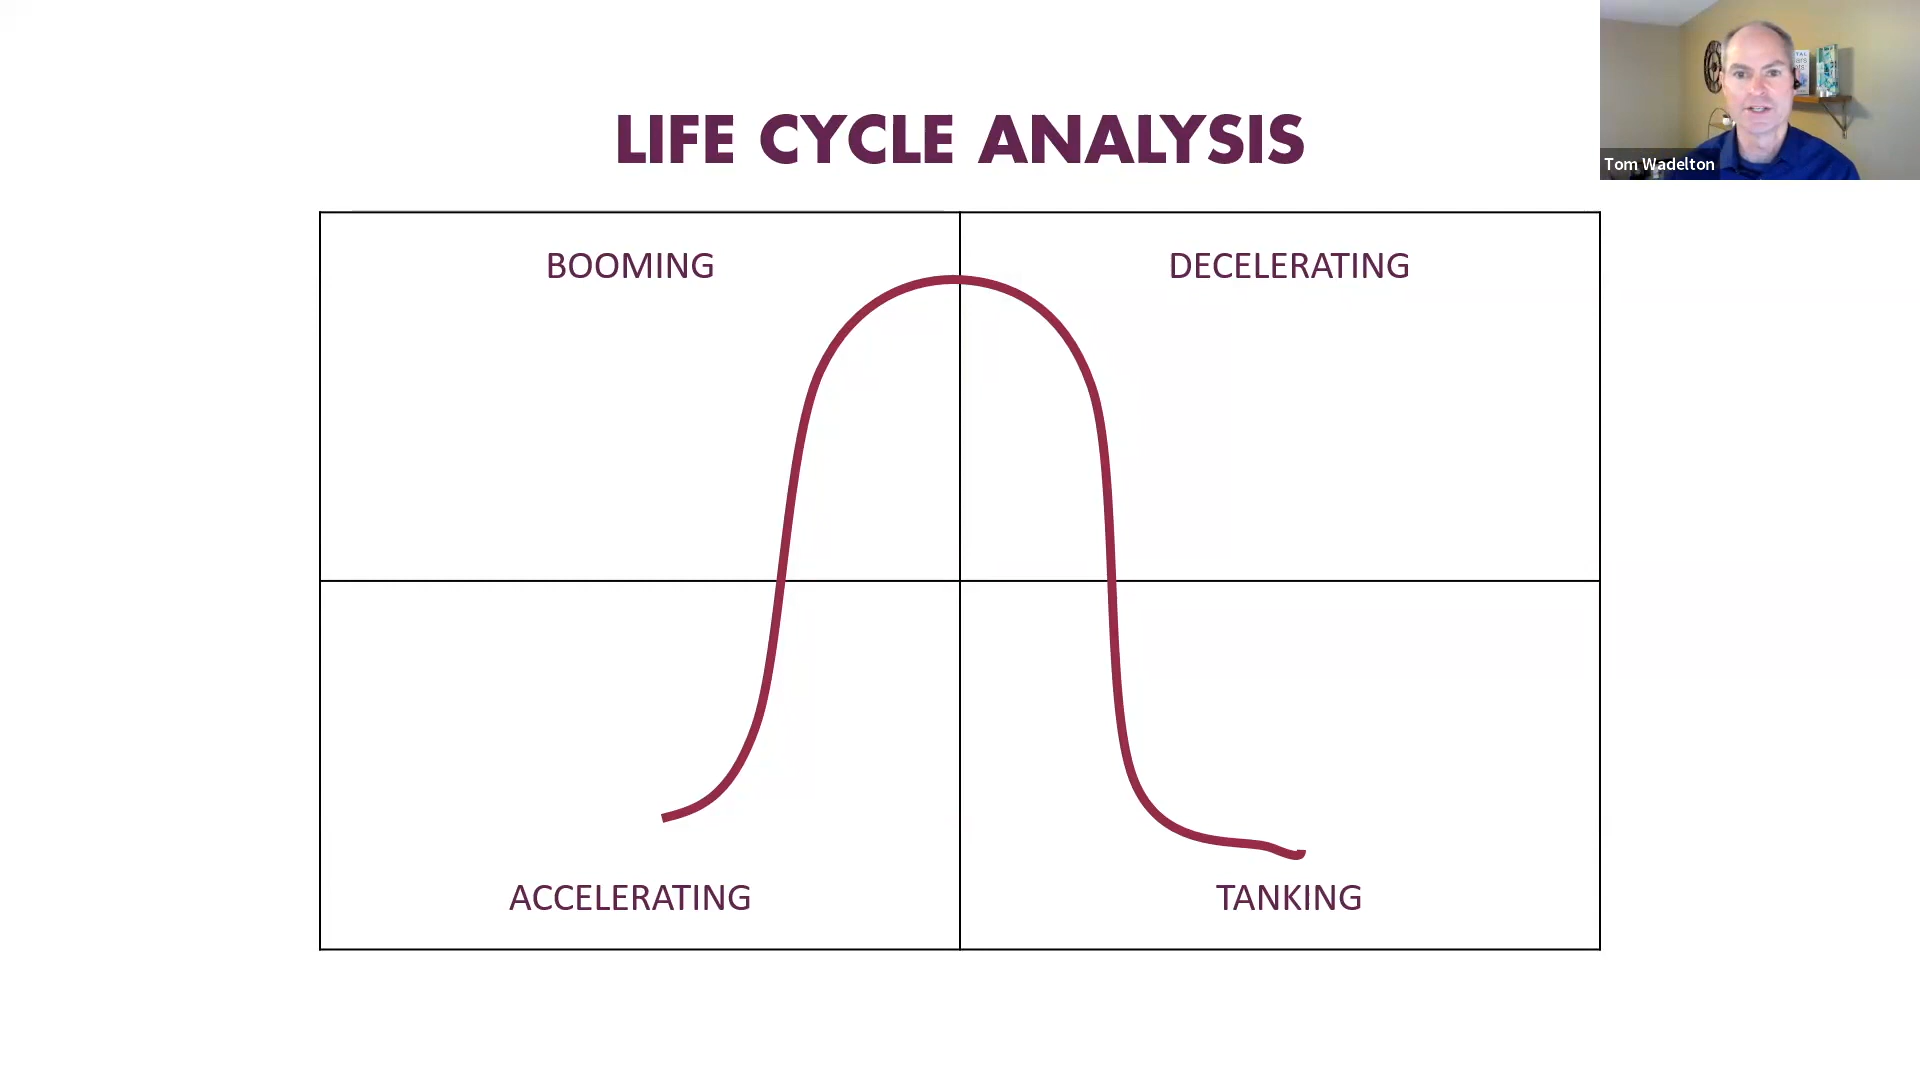 LIFE CYCLE ANALYSIS
Tom Wadelton
BOOMING
DECELERATING
ACCELERATING
TANKING